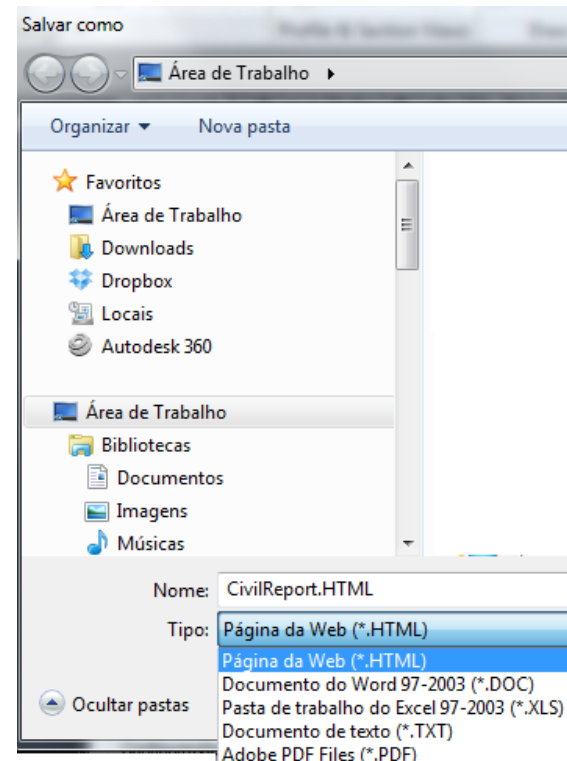 Salvar como
Profile & Section Views
Área de Trabalho
Organizar
Nova pasta
Favoritos
Área de Trabalho
Downloads
Dropbox
Locais
Autodesk 360
Área de Trabalho
Bibliotecas
Documentos
Imagens
Músicas
Nome: CivilReport.HTML
Tipo: Página da Web (*.HTML)
Página da Web (*.HTML)
Documento do Word 97-2003 (*.DOC)
Pasta de trabalho do Excel 97-2003 (*.XLS)
Ocultar pastas
Documento de texto (*.TXT)
Adobe PDF Files (*.PDF)